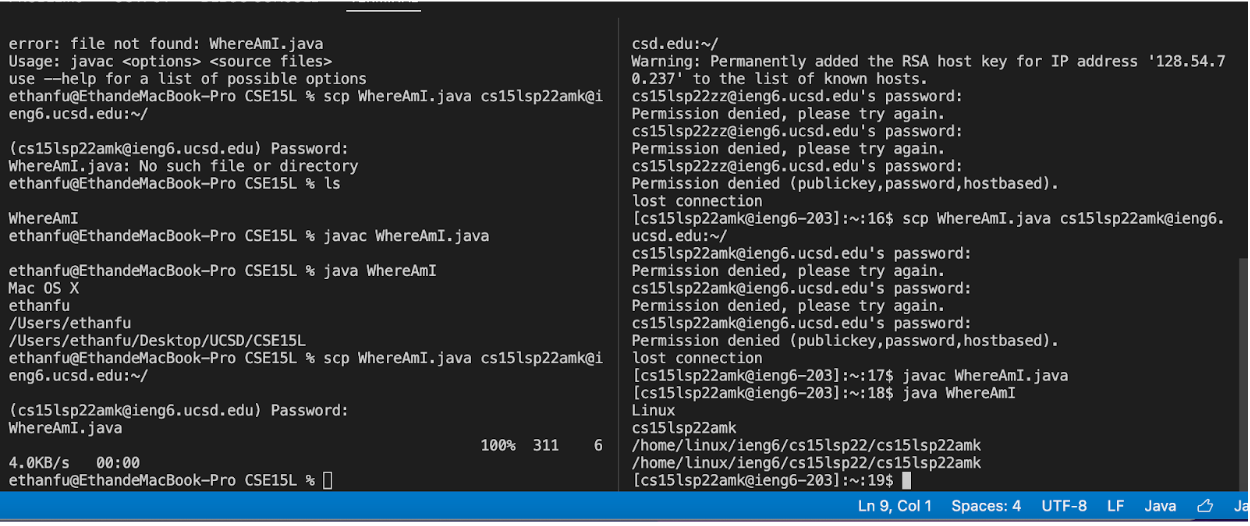 error: file not found: WhereAmI.java
Usage: javac <options> <source files>
use --help for a list of possible options
ethanfu@EthandeMacBook-Pro CSE15L % scp WhereAmI.java cs15lsp22amk@i
eng6.ucsd.edu:~/
(cs15lsp22amk@ieng6.ucsd.edu) Password:
WhereAmI.java: No such file or directory
ethanfu@EthandeMacBook-Pro CSE15L % ls
WhereAmI
ethanfu@EthandeMacBook-Pro CSE15L % javac WhereAmI.java
ethanfu@EthandeMacBook-Pro CSE15L % java WhereAmI
Mac OS X
ethanfu
/Users/ethanfu
/Users/ethanfu/Desktop/UCSD/CSE15L
ethanfu@EthandeMacBook-Pro CSE15L % scp WhereAmI.java cs15lsp22amk@i
eng6.ucsd.edu:~/
(cs15lsp22amk@ieng6.ucsd.edu) Password:
WhereAmI.java
100% 311 6
4.0KB/s 00:00
ethanfu@EthandeMacBook-Pro CSE15L %
csd.edu:~/
Warning: Permanently added the RSA host key for IP address '128.54.7
0.237' to the list of known hosts.
cs15lsp22zz@ieng6.ucsd.edu's password:
Permission denied, please try again.
cs15lsp22zz@ieng6.ucsd.edu's password:
Permission denied, please try again.
cs15lsp22zz@ieng6.ucsd.edu's password:
Permission denied (publickey,password,hostbased).
lost connection
[cs15lsp22amk@ieng6-203]:~:16$ scp WhereAmI.java cs15lsp22amk@ieng6.
ucsd.edu:~/
cs15lsp22amk@ieng6.ucsd.edu's password:
Permission denied, please try again.
cs15lsp22amk@ieng6.ucsd.edu's password:
Permission denied, please try again.
cs15lsp22amk@ieng6.ucsd.edu's password:
Permission denied (publickey,password,hostbased).
lost connection
[cs15lsp22amk@ieng6-203]:~:17$ javac WhereAmI.java
[cs15lsp22amk@ieng6-203]:~:18$ java WhereAmI
Linux
cs15lsp22amk
/home/linux/ieng6/cs15lsp22/cs15lsp22amk
/home/linux/ieng6/cs15lsp22/cs15lsp22amk
[cs15lsp22amk@ieng6-203]:~:19$
Ln 9, Col 1 Spaces: 4 UTF-8 LF Java Ja